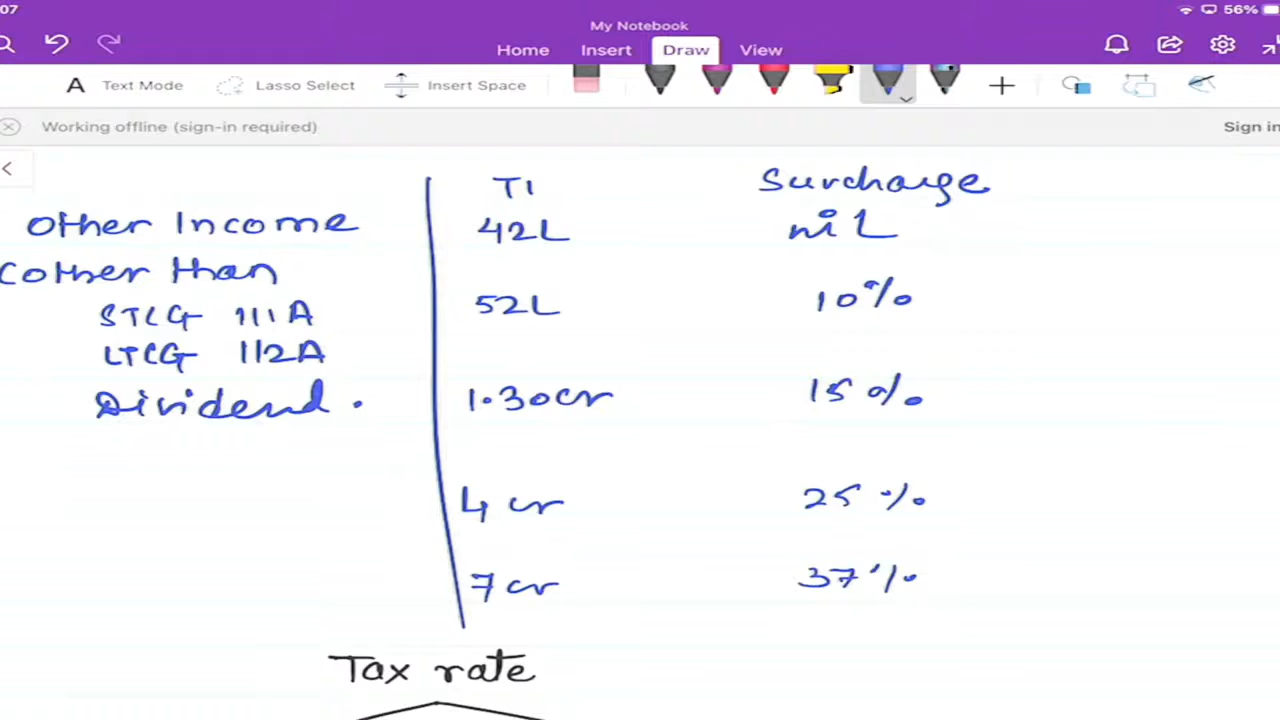 07
56%
My Notebook
Home Insert Draw View
Text Mode Lasso Select Insert Space
Working offline (sign-in required) Sign in
TI Surcharge
Other Income 42L niL
(other than
STCG 111A 52L 10%
LTCG 112A
Dividend. 1.30cr 15%
4 cr 25%
7 cr 37%
Tax rate